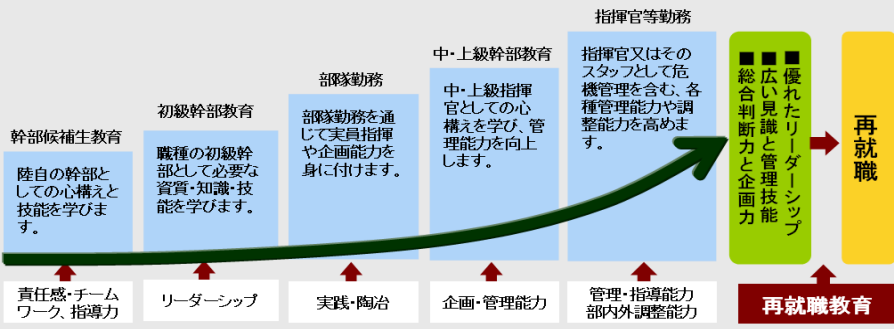 幹部候補生教育
陸自の幹部と
しての心構えと
技能を学びま
す。
責任感・チーム
ワーク、指導力
初級幹部教育
職種の初級幹
部として必要な
資質・知識・技
能を学びます。
リーダーシップ
部隊勤務
部隊勤務を通
じて実員指揮
や企画能力を
身に付けます。
実践・陶冶
中・上級幹部教育
中・上級指揮
官としての心
構えを学び、管
理能力を向上
します。
企画・管理能力
指揮官等勤務
指揮官又はその
スタッフとして危
機管理を含む、各
種管理能力や調
整能力を高めま
す。
管理・指導能力
部内外調整能力
■優れたリーダーシップ
■広い見識と管理技能
■総合判断力と企画力
再就職
再就職教育